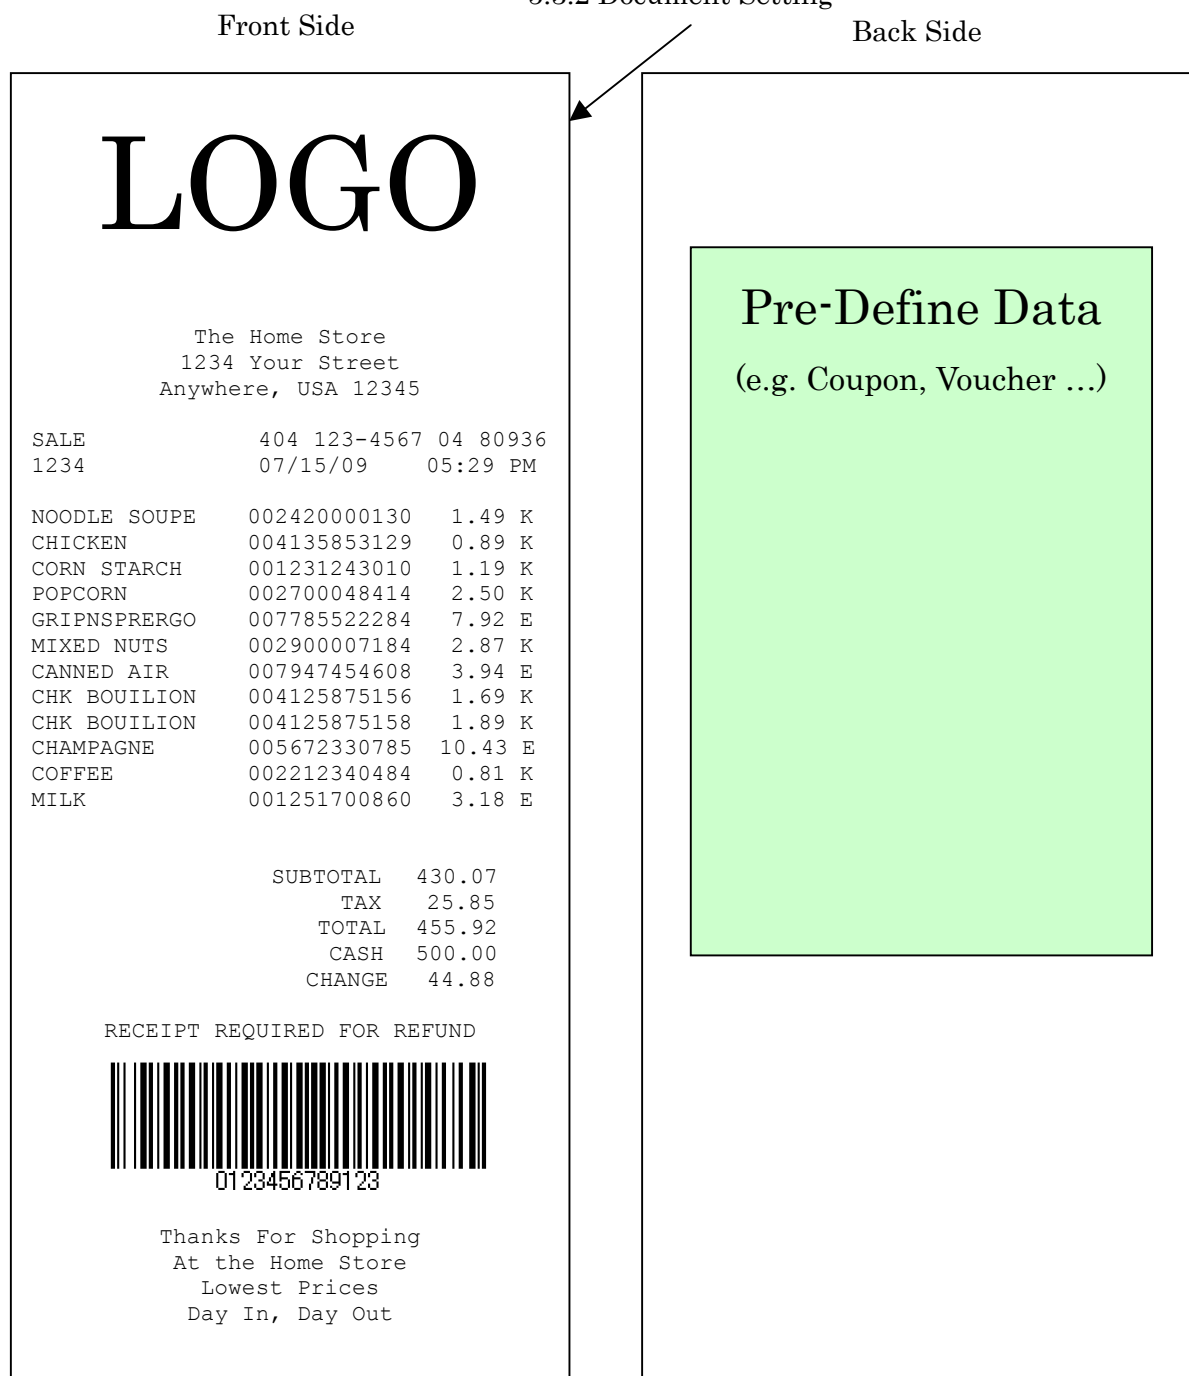 3.3.2 Document Setting
Front Side
Back Side
LOGO
The Home Store
1234 Your Street
Anywhere, USA 12345
SALE 404 123-4567 04 80936
1234 07/15/09 05:29 PM
NOODLE SOUPE 002420000130 1.49 K
CHICKEN 004135853129 0.89 K
CORN STARCH 001231243010 1.19 K
POPCORN 002700048414 2.50 K
GRIPNSPRERGO 007785522284 7.92 E
MIXED NUTS 002900007184 2.87 K
CANNED AIR 007947454608 3.94 E
CHK BOUILION 004125875156 1.69 K
CHK BOUILION 004125875158 1.89 K
CHAMPAGNE 005672330785 10.43 E
COFFEE 002212340484 0.81 K
MILK 001251700860 3.18 E
SUBTOTAL 430.07
TAX 25.85
TOTAL 455.92
CASH 500.00
CHANGE 44.88
RECEIPT REQUIRED FOR REFUND
0123456789123
Thanks For Shopping
At the Home Store
Lowest Prices
Day In, Day Out
Pre-Define Data
(e.g. Coupon, Voucher …)